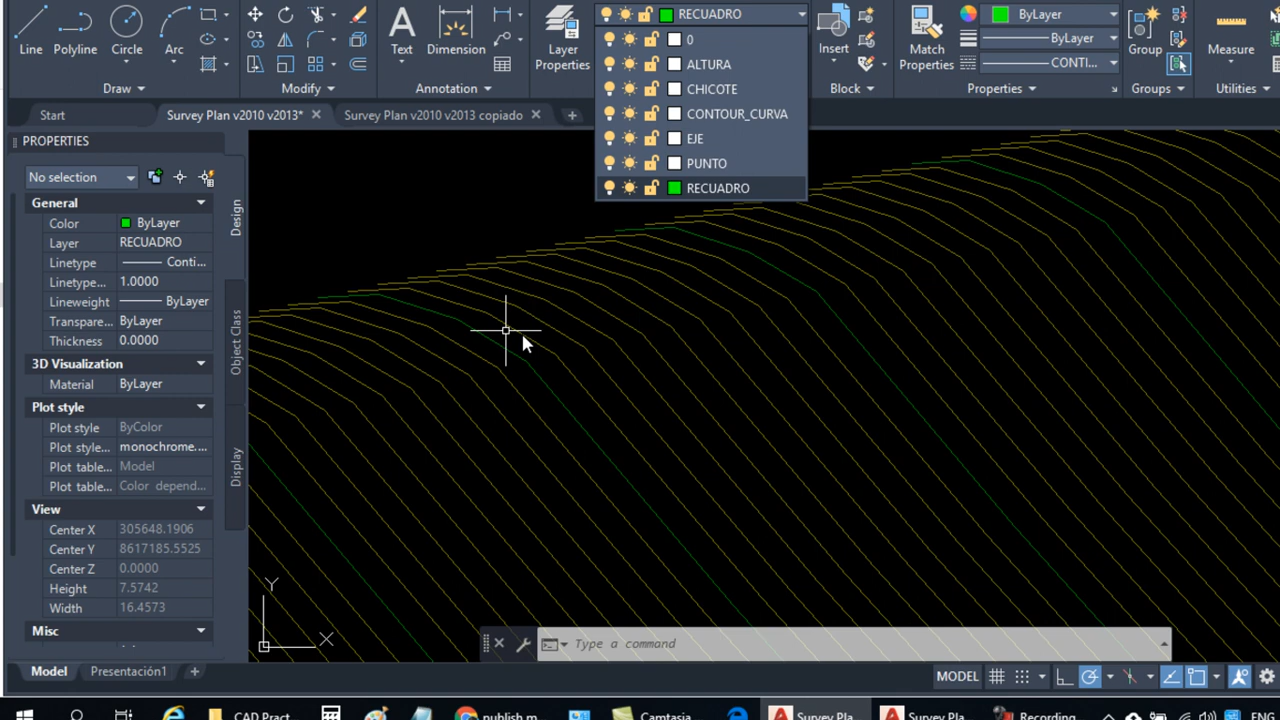 RECUADRO
ByLayer
0
ByLayer
ALTURA
CONTI...
CHICOTE
CONTOUR_CURVA
EJE
PUNTO
RECUADRO
Line
Polyline
Circle
Arc
Text
Dimension
Layer
Properties
Insert
Match
Properties
Group
Measure
Draw
Modify
Annotation
Block
Properties
Groups
Utilities
Start
Survey Plan v2010 v2013*
Survey Plan v2010 v2013 copiado
PROPERTIES
No selection
General
Color ByLayer
Layer RECUADRO
Linetype Conti...
Linetype... 1.0000
Lineweight ByLayer
Transpare... ByLayer
Thickness 0.0000
3D Visualization
Material ByLayer
Plot style
Plot style ByColor
Plot style... monochrome....
Plot table... Model
Plot table... Color depend...
View
Center X 305648.1906
Center Y 8617185.5525
Center Z 0.0000
Height 7.5742
Width 16.4573
Misc
Design
Object Class
Display
Y
X
Type a command
Model
Presentación1
MODEL
CAD Pract...
publish.m...
Camtasia
Survey Pla...
Survey Pla...
Recording...
ENG